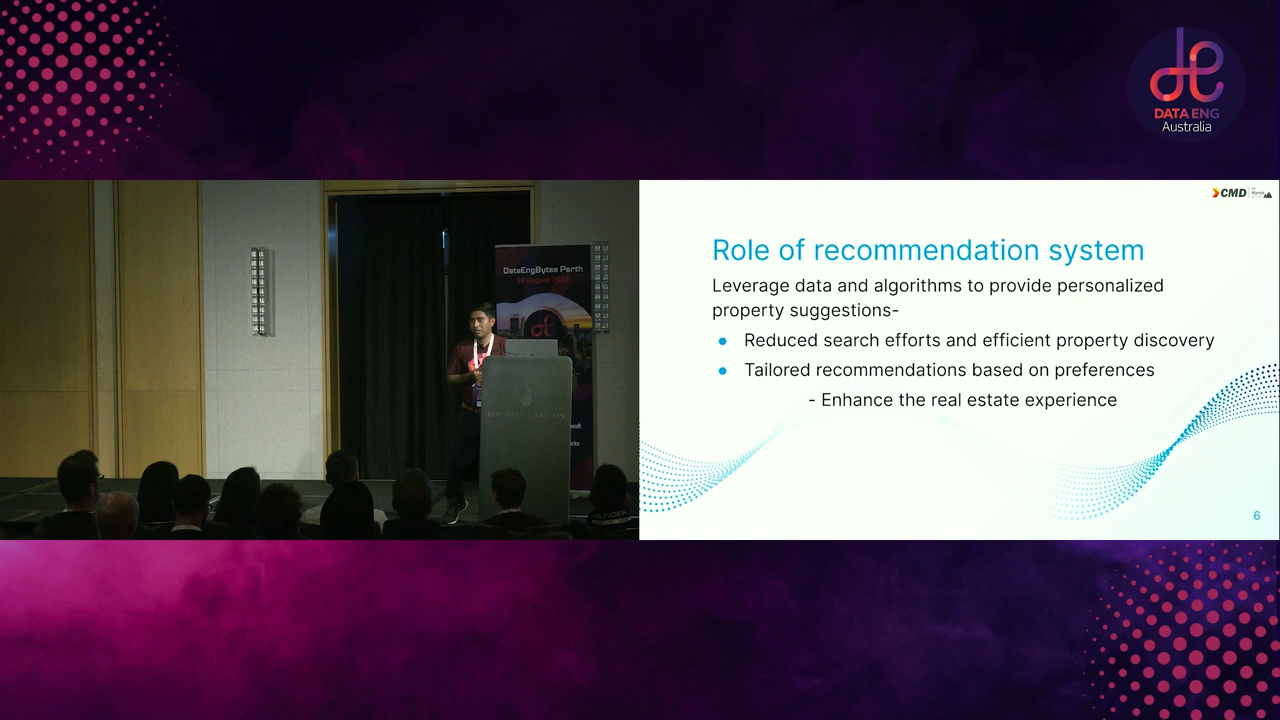 DATA ENG
Australia
CMD
DataEngBytes Perth
Role of recommendation system
Leverage data and algorithms to provide personalized
property suggestions-
Reduced search efforts and efficient property discovery
Tailored recommendations based on preferences
- Enhance the real estate experience
6